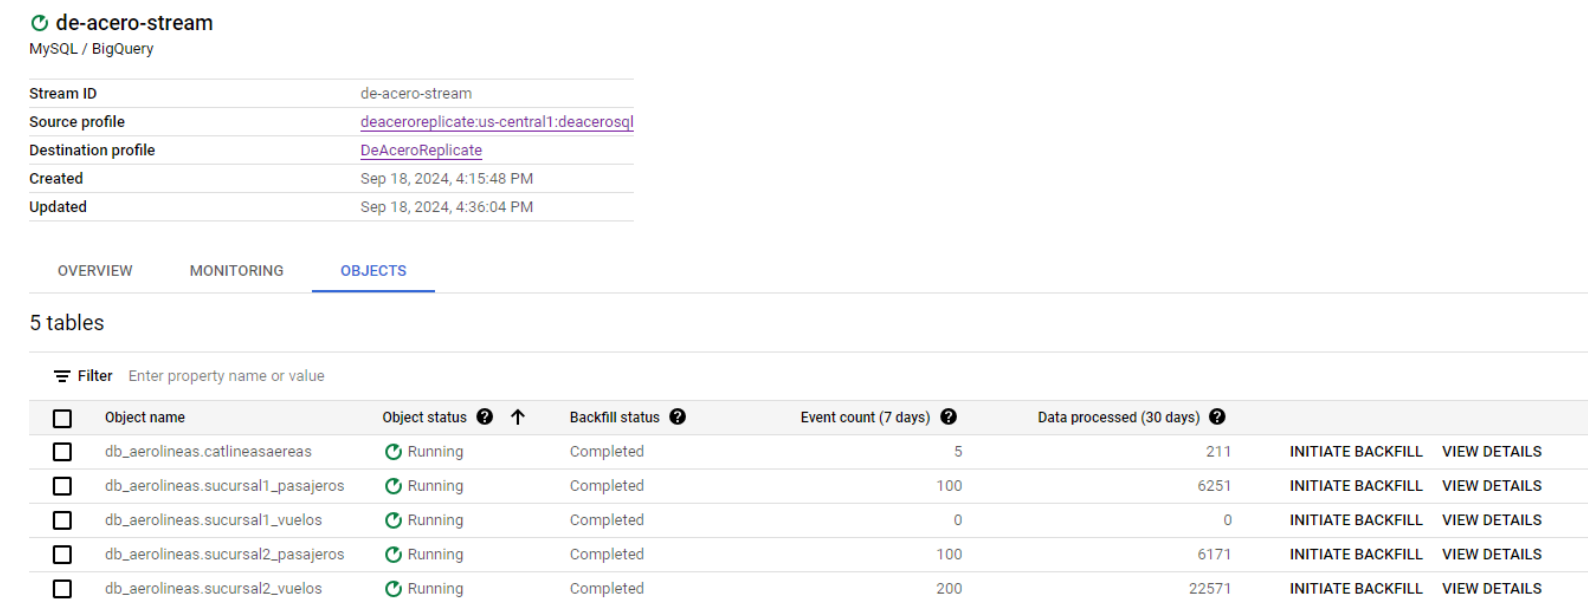 de-acero-stream
MySQL / BigQuery
Stream ID de-acero-stream
Source profile deaceroreplicate:us-central1:deacerosql
Destination profile DeAceroReplicate
Created Sep 18, 2024, 4:15:48 PM
Updated Sep 18, 2024, 4:36:04 PM
OVERVIEW MONITORING OBJECTS
5 tables
Filter Enter property name or value
Object name Object status Backfill status Event count (7 days) Data processed (30 days)
db_aerolineas.catlineasaereas Running Completed 5 211 INITIATE BACKFILL VIEW DETAILS
db_aerolineas.sucursal1_pasajeros Running Completed 100 6251 INITIATE BACKFILL VIEW DETAILS
db_aerolineas.sucursal1_vuelos Running Completed 0 0 INITIATE BACKFILL VIEW DETAILS
db_aerolineas.sucursal2_pasajeros Running Completed 100 6171 INITIATE BACKFILL VIEW DETAILS
db_aerolineas.sucursal2_vuelos Running Completed 200 22571 INITIATE BACKFILL VIEW DETAILS